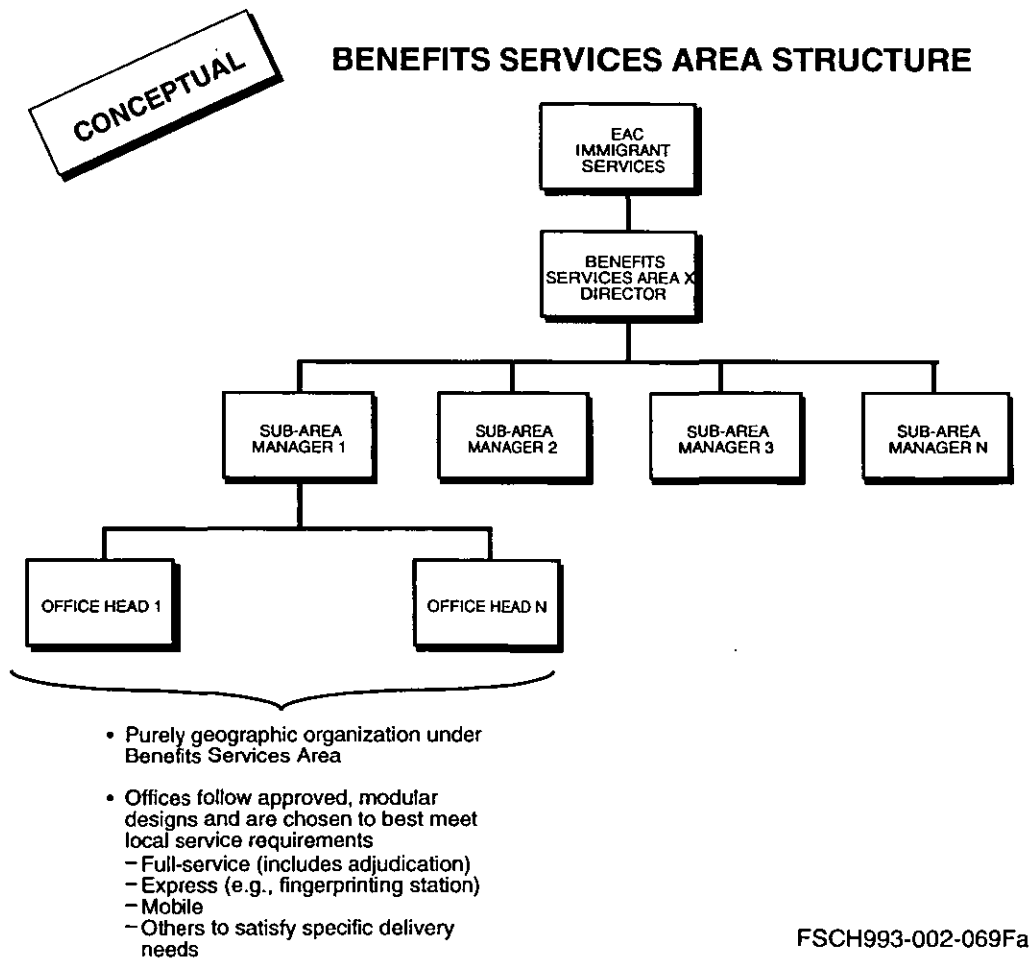 CONCEPTUAL
BENEFITS SERVICES AREA STRUCTURE
EAC
IMMIGRANT
SERVICES
BENEFITS
SERVICES AREA X
DIRECTOR
SUB-AREA
MANAGER 1
SUB-AREA
MANAGER 2
SUB-AREA
MANAGER 3
SUB-AREA
MANAGER N
OFFICE HEAD 1
OFFICE HEAD N
• Purely geographic organization under
Benefits Services Area
• Offices follow approved, modular
designs and are chosen to best meet
local service requirements
– Full-service (includes adjudication)
– Express (e.g., fingerprinting station)
– Mobile
– Others to satisfy specific delivery
needs
FSCH993-002-069Fa